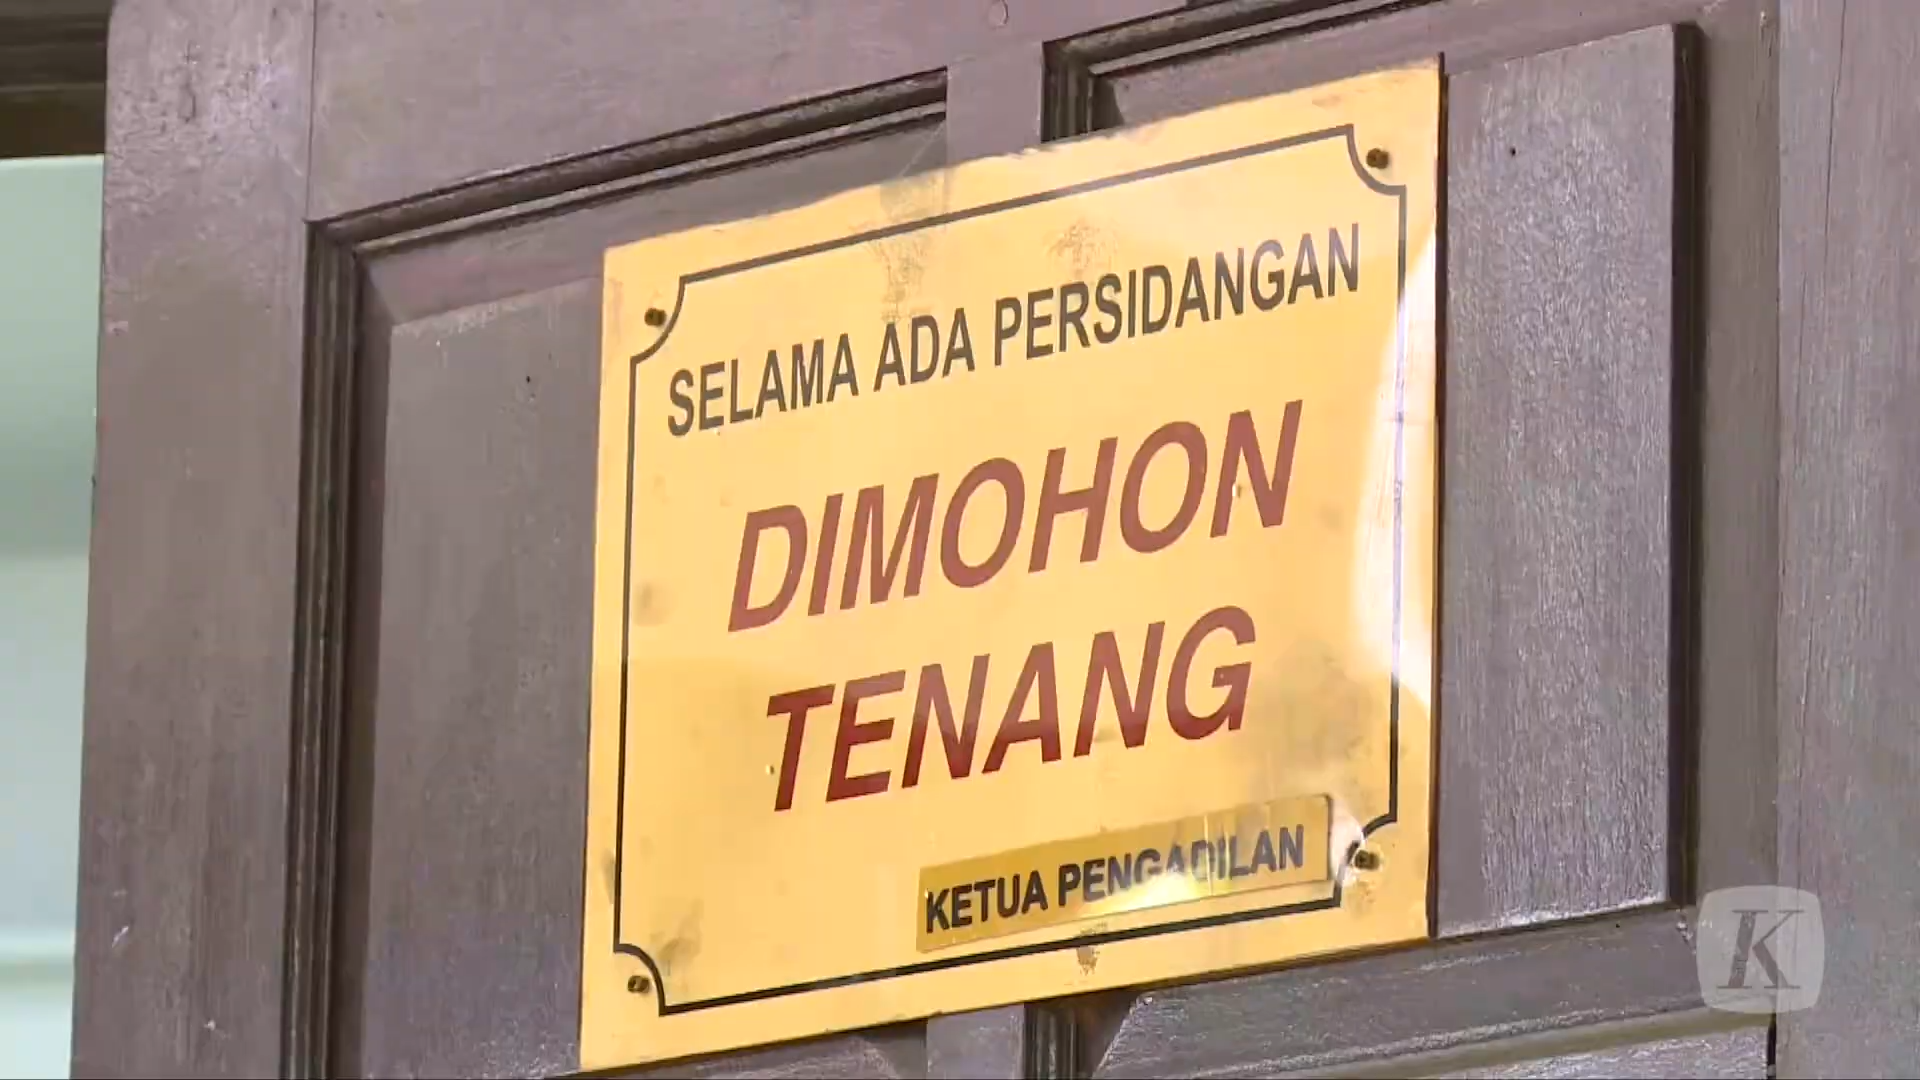 SELAMA ADA PERSIDANGAN
DIMOHON
TENANG
KETUA PENGADILAN
K